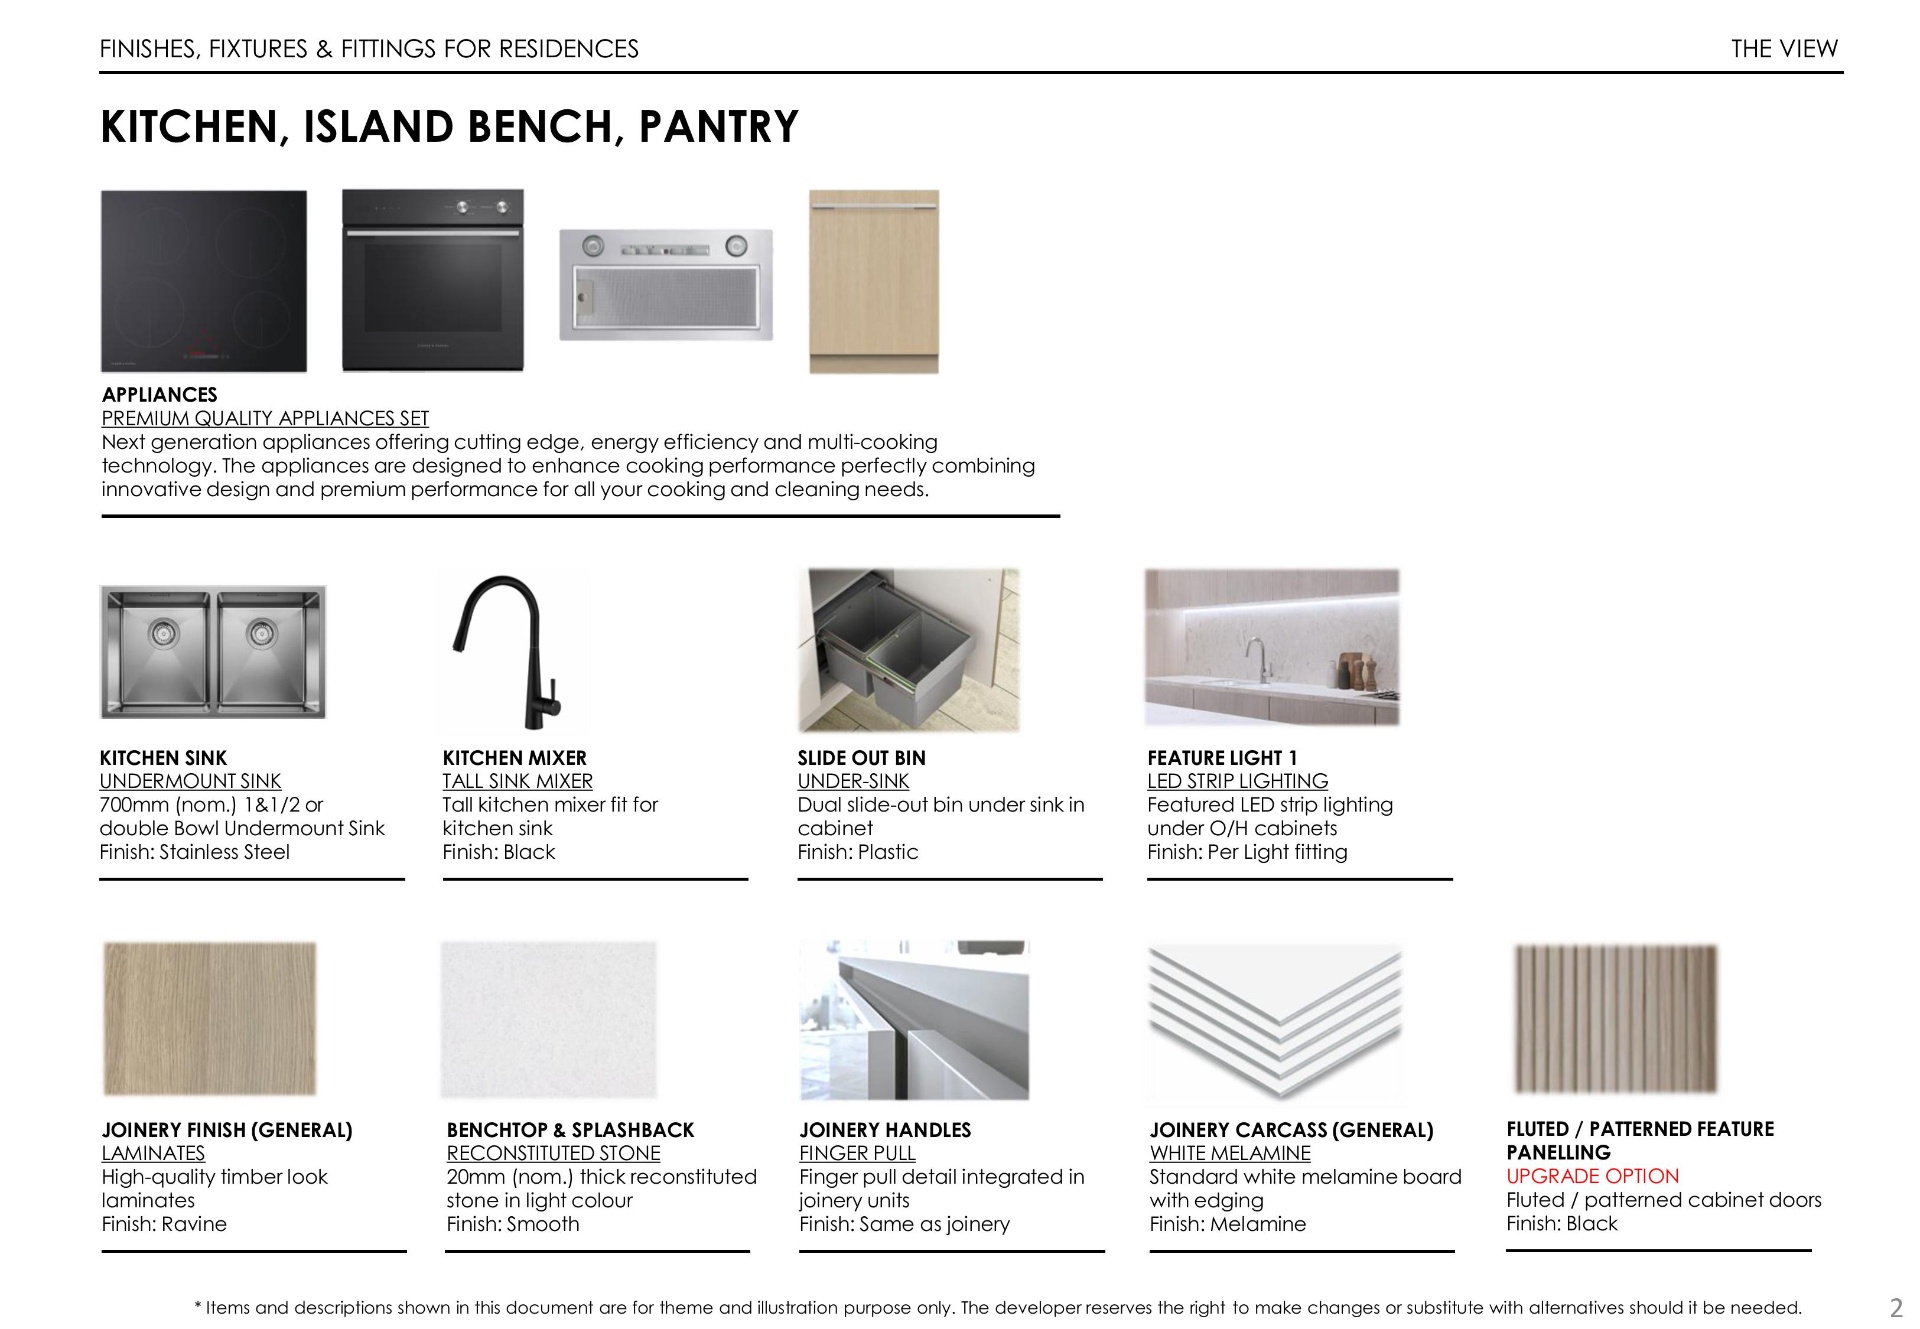 FINISHES, FIXTURES & FITTINGS FOR RESIDENCES
THE VIEW
KITCHEN, ISLAND BENCH, PANTRY
APPLIANCES
PREMIUM QUALITY APPLIANCES SET
Next generation appliances offering cutting edge, energy efficiency and multi-cooking
technology. The appliances are designed to enhance cooking performance perfectly combining
innovative design and premium performance for all your cooking and cleaning needs.
KITCHEN SINK
UNDERMOUNT SINK
700mm (nom.) 1&1/2 or
double Bowl Undermount Sink
Finish: Stainless Steel
KITCHEN MIXER
TALL SINK MIXER
Tall kitchen mixer fit for
kitchen sink
Finish: Black
SLIDE OUT BIN
UNDER-SINK
Dual slide-out bin under sink in
cabinet
Finish: Plastic
FEATURE LIGHT 1
LED STRIP LIGHTING
Featured LED strip lighting
under O/H cabinets
Finish: Per Light fitting
JOINERY FINISH (GENERAL)
LAMINATES
High-quality timber look
laminates
Finish: Ravine
BENCHTOP & SPLASHBACK
RECONSTITUTED STONE
20mm (nom.) thick reconstituted
stone in light colour
Finish: Smooth
JOINERY HANDLES
FINGER PULL
Finger pull detail integrated in
joinery units
Finish: Same as joinery
JOINERY CARCASS (GENERAL)
WHITE MELAMINE
Standard white melamine board
with edging
Finish: Melamine
FLUTED / PATTERNED FEATURE
PANELLING
UPGRADE OPTION
Fluted / patterned cabinet doors
Finish: Black
* Items and descriptions shown in this document are for theme and illustration purpose only. The developer reserves the right to make changes or substitute with alternatives should it be needed.
2